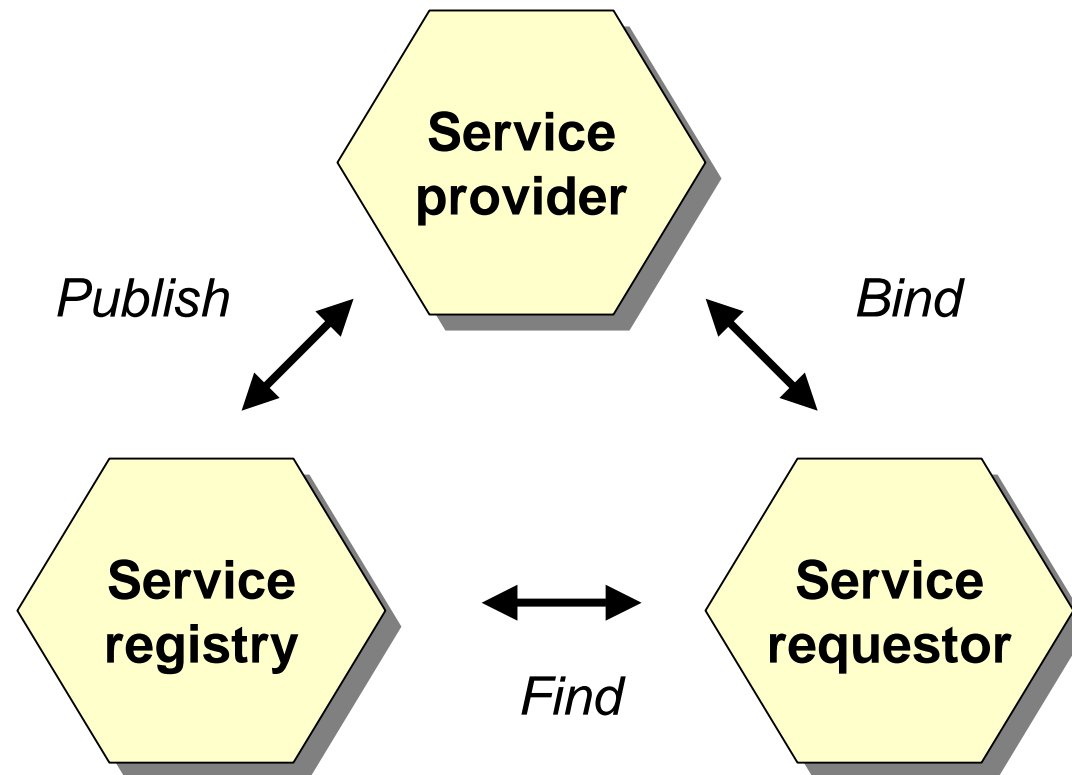 Service
provider
Publish
Bind
Service
registry
Service
requestor
Find